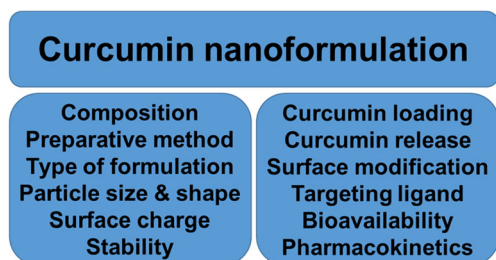 Curcumin nanoformulation
Composition
Preparative method
Type of formulation
Particle size & shape
Surface charge
Stability
Curcumin loading
Curcumin release
Surface modification
Targeting ligand
Bioavailability
Pharmacokinetics